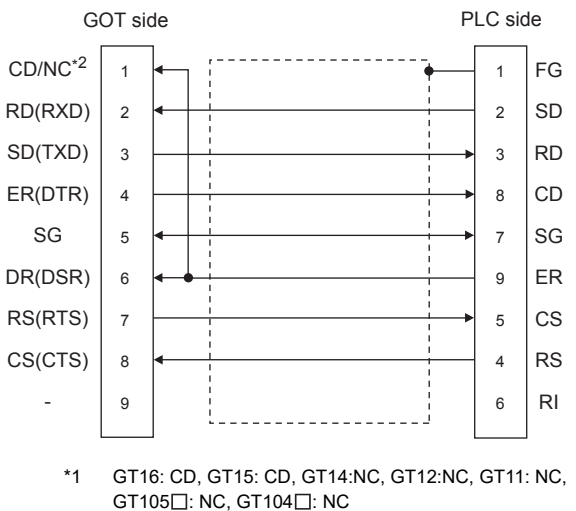 GOT side PLC side
CD/NC*2 1 1 FG
RD(RXD) 2 2 SD
SD(TXD) 3 3 RD
ER(DTR) 4 8 CD
SG 5 7 SG
DR(DSR) 6 9 ER
RS(RTS) 7 5 CS
CS(CTS) 8 4 RS
- 9 6 RI
*1 GT16: CD, GT15: CD, GT14:NC, GT12:NC, GT11: NC,
GT105□: NC, GT104□: NC